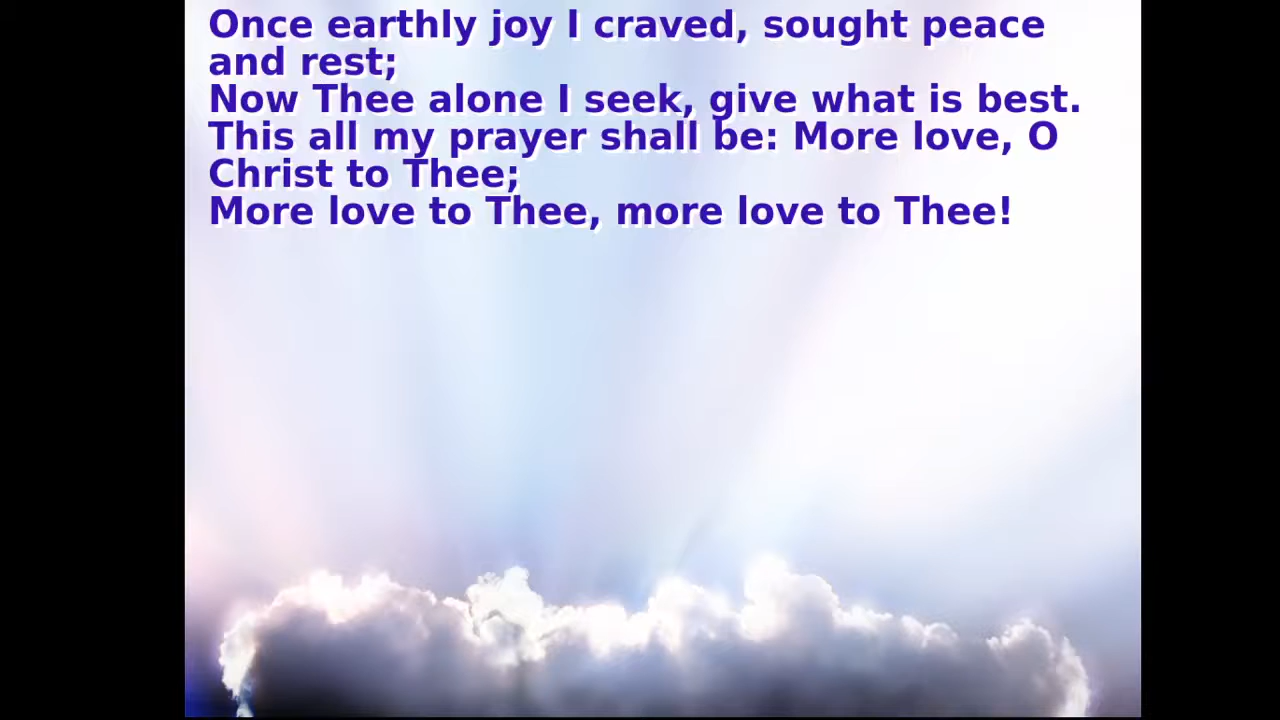 Once earthly joy I craved, sought peace
and rest;
Now Thee alone I seek, give what is best.
This all my prayer shall be: More love, O
Christ to Thee;
More love to Thee, more love to Thee!